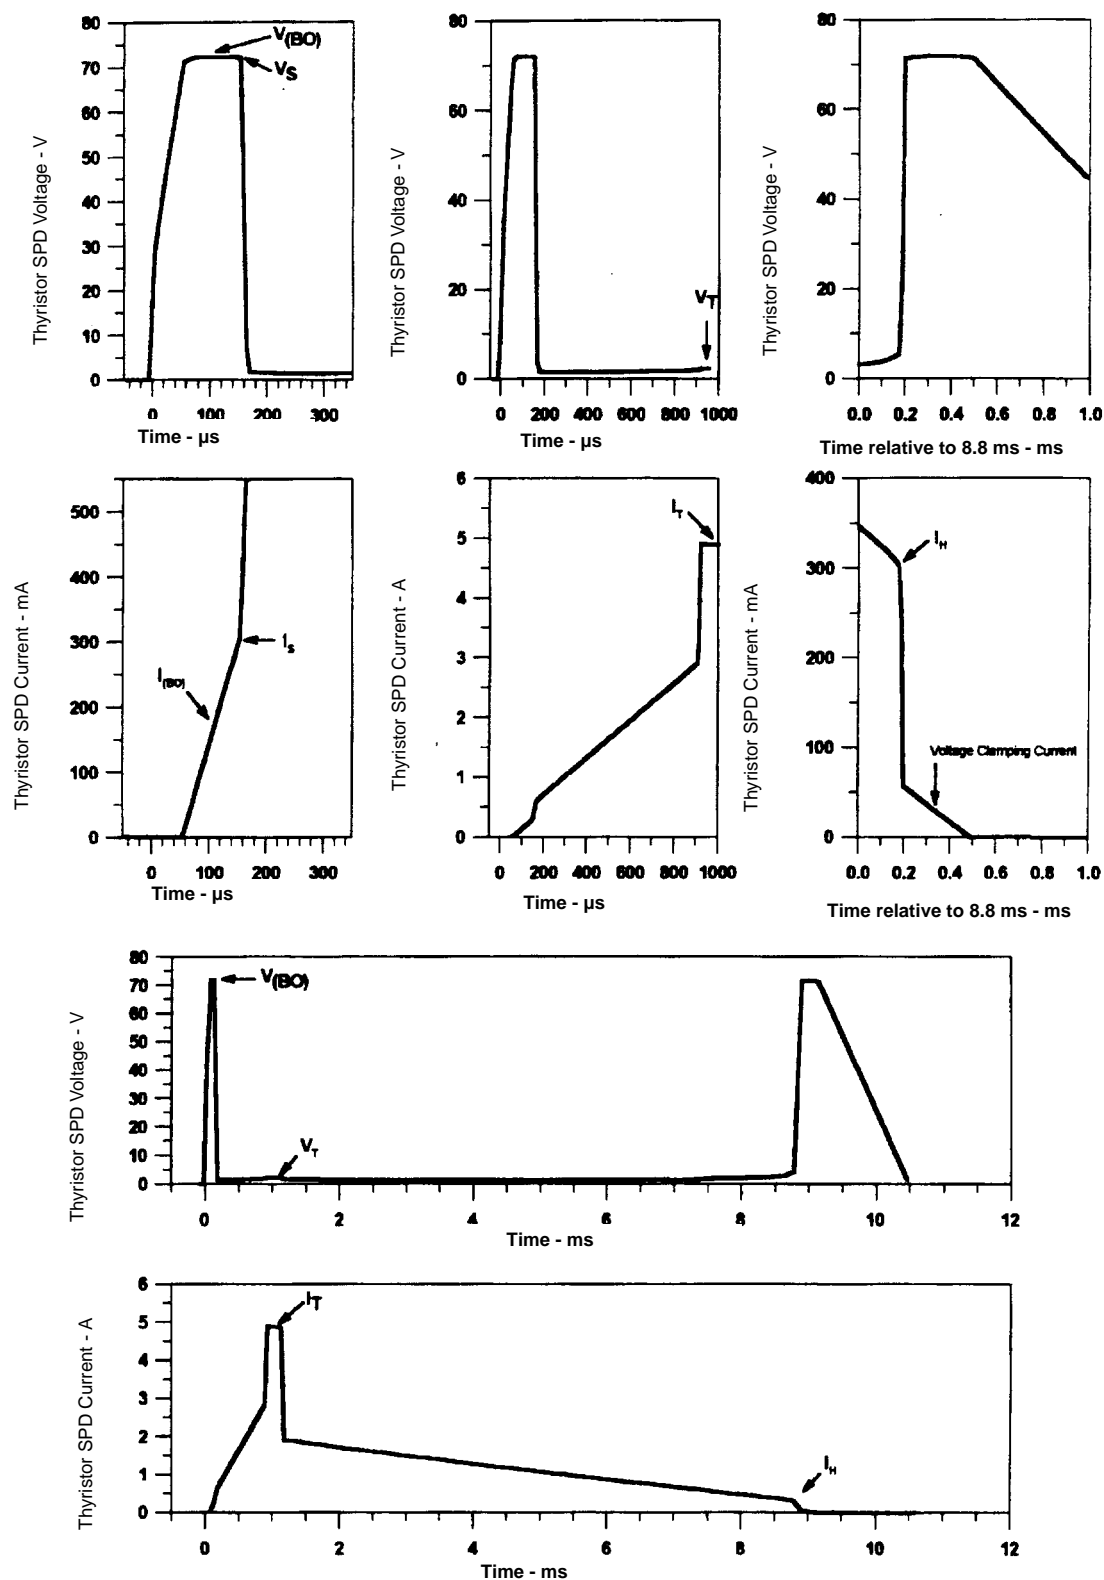 80
70
60
50
40
30
20
10
0
V(BO)
VS
0 100 200 300
Time - µs
Thyristor SPD Voltage - V
80
60
40
20
0
VT
0 200 400 600 800 1000
Time - µs
Thyristor SPD Voltage - V
80
60
40
20
0
0.0 0.2 0.4 0.6 0.8 1.0
Time relative to 8.8 ms - ms
Thyristor SPD Voltage - V
500
400
300
200
100
0
IS
I(BO)
0 100 200 300
Time - µs
Thyristor SPD Current - mA
6
5
4
3
2
1
0
IT
0 200 400 600 800 1000
Time - µs
Thyristor SPD Current - A
400
300
200
100
0
IH
Voltage Clamping Current
0.0 0.2 0.4 0.6 0.8 1.0
Time relative to 8.8 ms - ms
Thyristor SPD Current - mA
80
70
60
50
40
30
20
10
0
V(BO)
VT
0 2 4 6 8 10 12
Time - ms
Thyristor SPD Voltage - V
6
5
4
3
2
1
0
IT
IH
0 2 4 6 8 10 12
Time - ms
Thyristor SPD Current - A